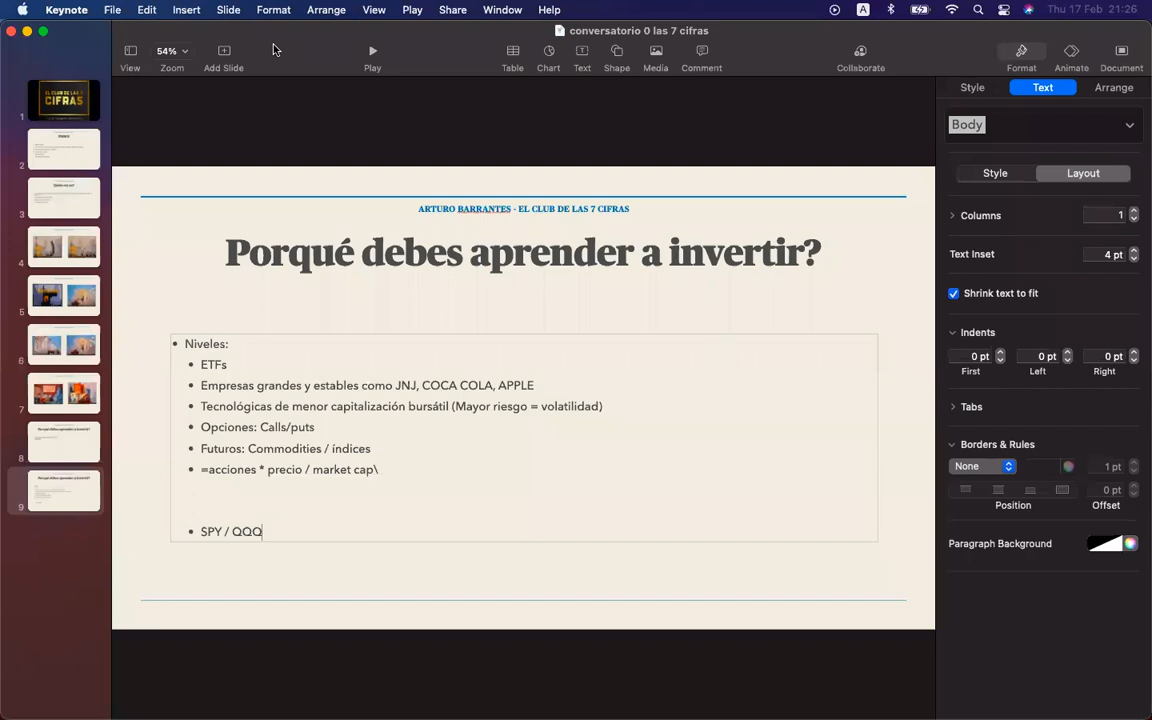 Keynote File Edit Insert Slide Format Arrange View Play Share Window Help A Thu 17 Feb 21:26
conversatorio 0 las 7 cifras
54%
View Zoom Add Slide Play Table Chart Text Shape Media Comment Collaborate Format Animate Document
Style Text Arrange
Body
Style Layout
Columns 1
Text Inset 4 pt
Shrink text to fit
Indents
0 pt 0 pt 0 pt
First Left Right
Tabs
Borders & Rules
None 1 pt
0 pt
Position Offset
Paragraph Background
EL CLUB DE LAS 7
CIFRAS
1
2
3
4
5
6
7
8
9
ARTURO BARRANTES - EL CLUB DE LAS 7 CIFRAS
Porqué debes aprender a invertir?
• Niveles:
• ETFs
• Empresas grandes y estables como JNJ, COCA COLA, APPLE
• Tecnológicas de menor capitalización bursátil (Mayor riesgo = volatilidad)
• Opciones: Calls/puts
• Futuros: Commodities / índices
• =acciones * precio / market cap\
• SPY / QQQ